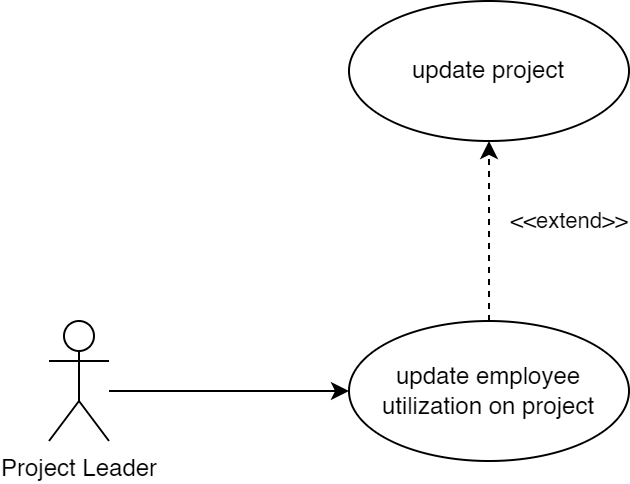 update project
<<extend>>
update employee
utilization on project
Project Leader